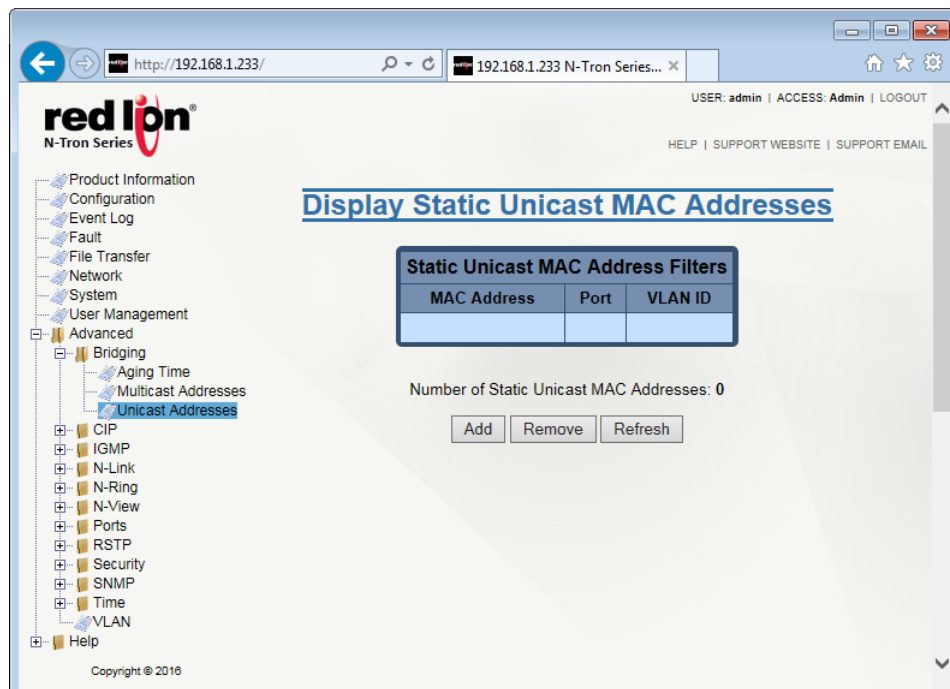 http://192.168.1.233/
192.168.1.233 N-Tron Series...
USER: admin | ACCESS: Admin | LOGOUT
red lion®
N-Tron Series
HELP | SUPPORT WEBSITE | SUPPORT EMAIL
Product Information
Configuration
Event Log
Fault
File Transfer
Network
System
User Management
Advanced
Bridging
Aging Time
Multicast Addresses
Unicast Addresses
CIP
IGMP
N-Link
N-Ring
N-View
Ports
RSTP
Security
SNMP
Time
VLAN
Help
Copyright © 2016
Display Static Unicast MAC Addresses
Static Unicast MAC Address Filters
MAC Address Port VLAN ID
Number of Static Unicast MAC Addresses: 0
Add Remove Refresh